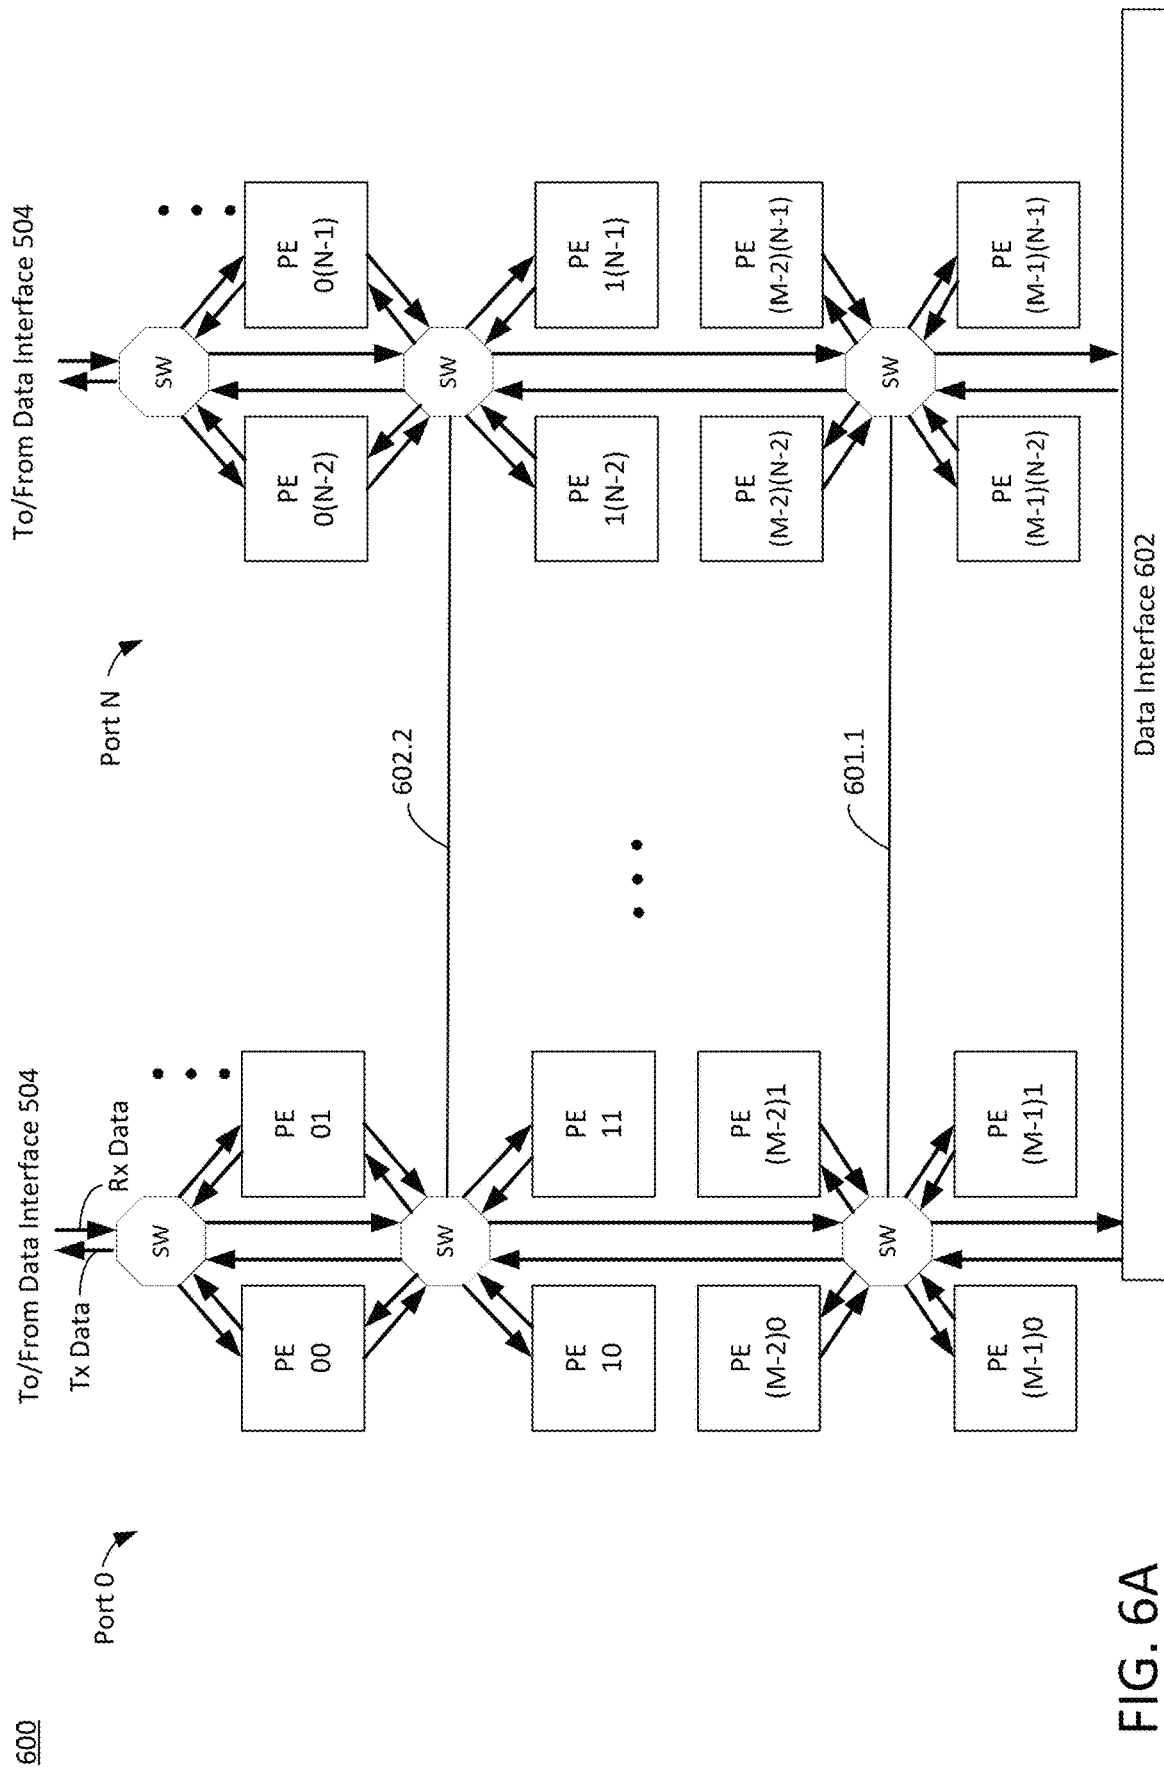 600
Port 0
To/From Data Interface 504
Tx Data
Rx Data
SW
PE
00
PE
01
SW
PE
10
PE
11
PE
(M-2)0
PE
(M-2)1
SW
PE
(M-1)0
PE
(M-1)1
602.2
601.1
Port N
To/From Data Interface 504
SW
PE
0(N-2)
PE
0(N-1)
SW
PE
1(N-2)
PE
1(N-1)
PE
(M-2)(N-2)
PE
(M-2)(N-1)
SW
PE
(M-1)(N-2)
PE
(M-1)(N-1)
Data Interface 602
FIG. 6A